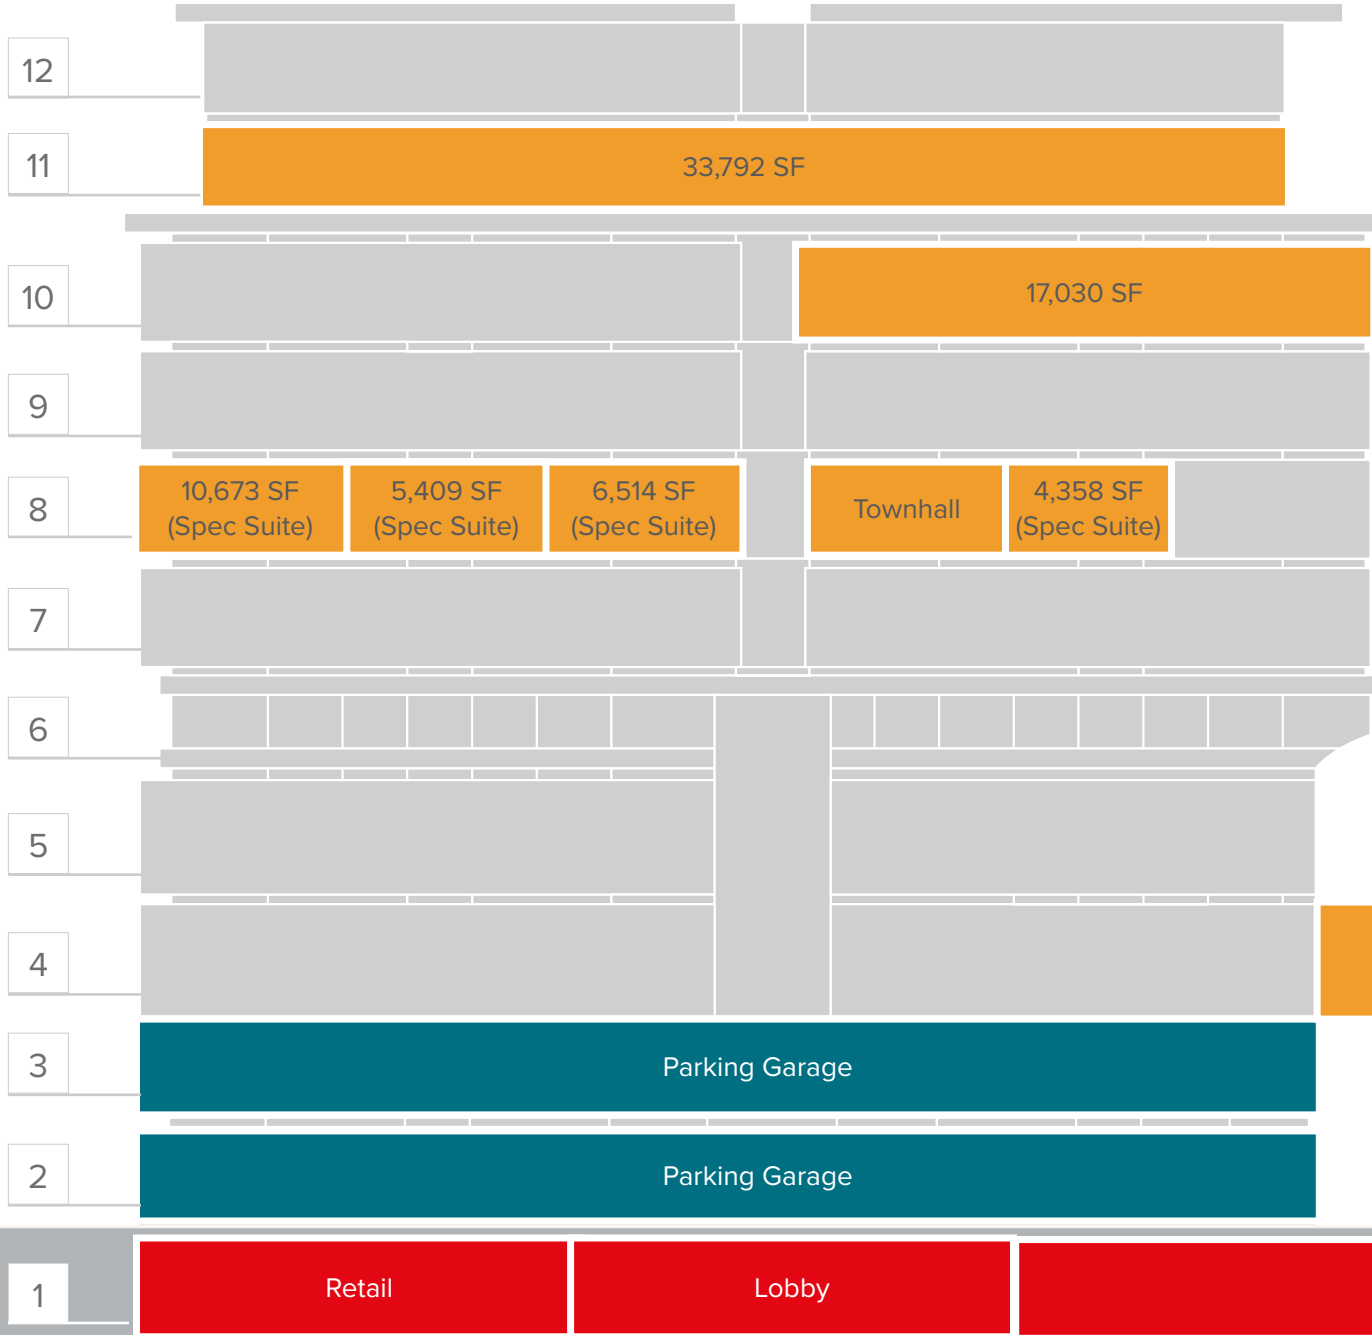 12
11
33,792 SF
10
17,030 SF
9
8
10,673 SF
(Spec Suite)
5,409 SF
(Spec Suite)
6,514 SF
(Spec Suite)
Townhall
4,358 SF
(Spec Suite)
7
6
5
4
3
Parking Garage
2
Parking Garage
1
Retail
Lobby